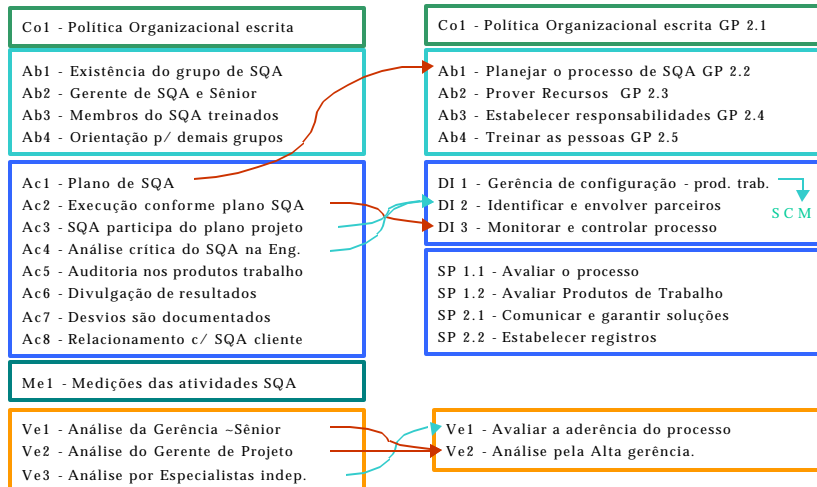 Co1 - Política Organizacional escrita
Ab1 - Existência do grupo de SQA
Ab2 - Gerente de SQA e Sênior
Ab3 - Membros do SQA treinados
Ab4 - Orientação p/ demais grupos
Ac1 - Plano de SQA
Ac2 - Execução conforme plano SQA
Ac3 - SQA participa do plano projeto
Ac4 - Análise crítica do SQA na Eng.
Ac5 - Auditoria nos produtos trabalho
Ac6 - Divulgação de resultados
Ac7 - Desvios são documentados
Ac8 - Relacionamento c/ SQA cliente
Me1 - Medições das atividades SQA
Ve1 - Análise da Gerência ~Sênior
Ve2 - Análise do Gerente de Projeto
Ve3 - Análise por Especialistas indep.
Co1 - Política Organizacional escrita GP 2.1
Ab1 - Planejar o processo de SQA GP 2.2
Ab2 - Prover Recursos GP 2.3
Ab3 - Estabelecer responsabilidades GP 2.4
Ab4 - Treinar as pessoas GP 2.5
DI 1 - Gerência de configuração - prod. trab.
DI 2 - Identificar e envolver parceiros
SCM
DI 3 - Monitorar e controlar processo
SP 1.1 - Avaliar o processo
SP 1.2 - Avaliar Produtos de Trabalho
SP 2.1 - Comunicar e garantir soluções
SP 2.2 - Estabelecer registros
Ve1 - Avaliar a aderência do processo
Ve2 - Análise pela Alta gerência.